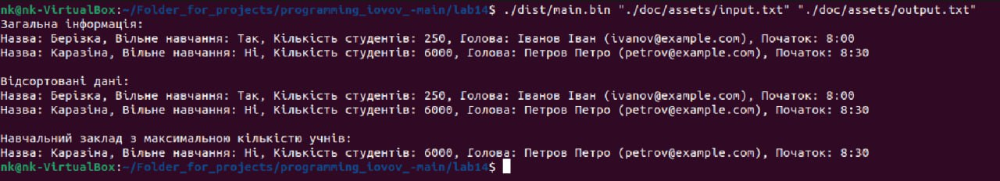 nk@nk-VirtualBox:~/Folder_for_projects/programming_iovov_-main/lab14$ ./dist/main.bin "./doc/assets/input.txt" "./doc/assets/output.txt"
Загальна інформація:
Назва: Берізка, Вільне навчання: Так, Кількість студентів: 250, Голова: Іванов Іван (ivanov@example.com), Початок: 8:00
Назва: Каразіна, Вільне навчання: Ні, Кількість студентів: 6000, Голова: Петров Петро (petrov@example.com), Початок: 8:30
Відсортовані дані:
Назва: Берізка, Вільне навчання: Так, Кількість студентів: 250, Голова: Іванов Іван (ivanov@example.com), Початок: 8:00
Назва: Каразіна, Вільне навчання: Ні, Кількість студентів: 6000, Голова: Петров Петро (petrov@example.com), Початок: 8:30
Навчальний заклад з максимальною кількістю учнів:
Назва: Каразіна, Вільне навчання: Ні, Кількість студентів: 6000, Голова: Петров Петро (petrov@example.com), Початок: 8:30
nk@nk-VirtualBox:~/Folder_for_projects/programming_iovov_-main/lab14$